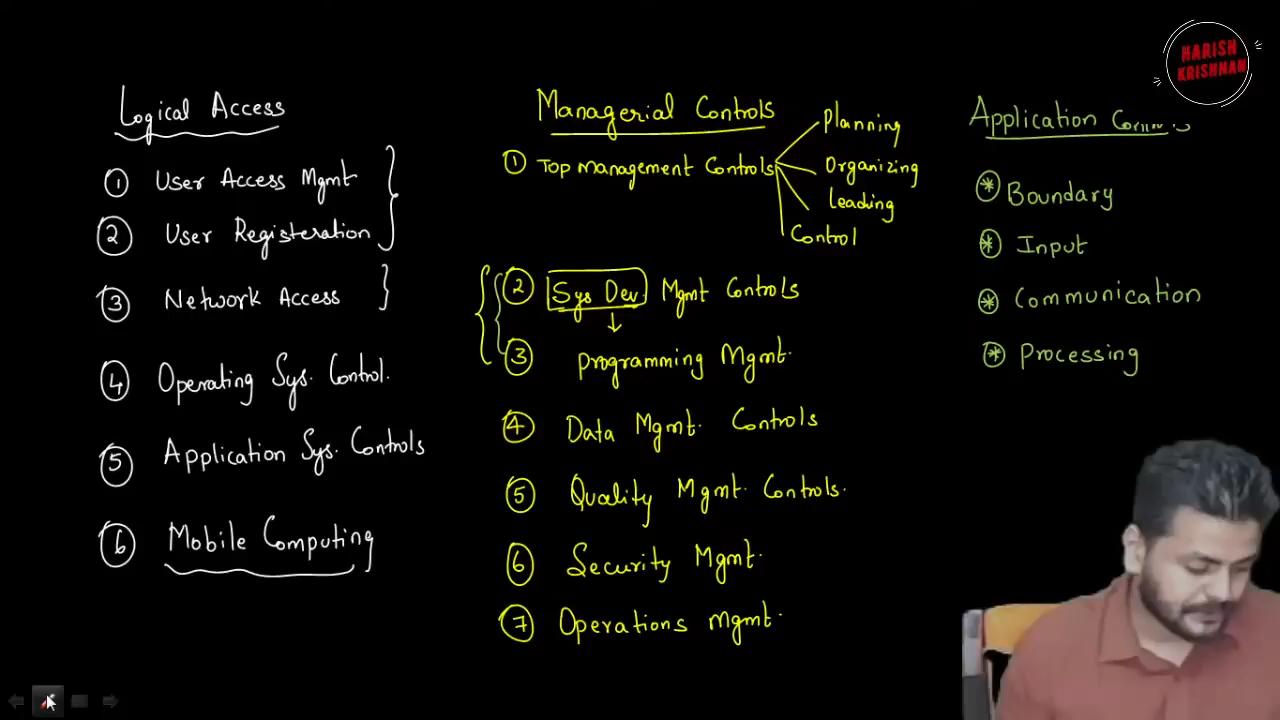 HARISH
KRISHNAN
Logical Access
1 User Access Mgmt
2 User Registeration
3 Network Access
4 Operating Sys. Control.
5 Application Sys. Controls
6 Mobile Computing
Managerial Controls
1 Top management Controls
Planning
Organizing
Leading
Control
2 Sys Dev Mgmt Controls
3 programming Mgmt.
4 Data Mgmt. Controls
5 Quality Mgmt. Controls.
6 Security Mgmt.
7 Operations Mgmt.
Application
* Boundary
* Input
* Communication
* Processing